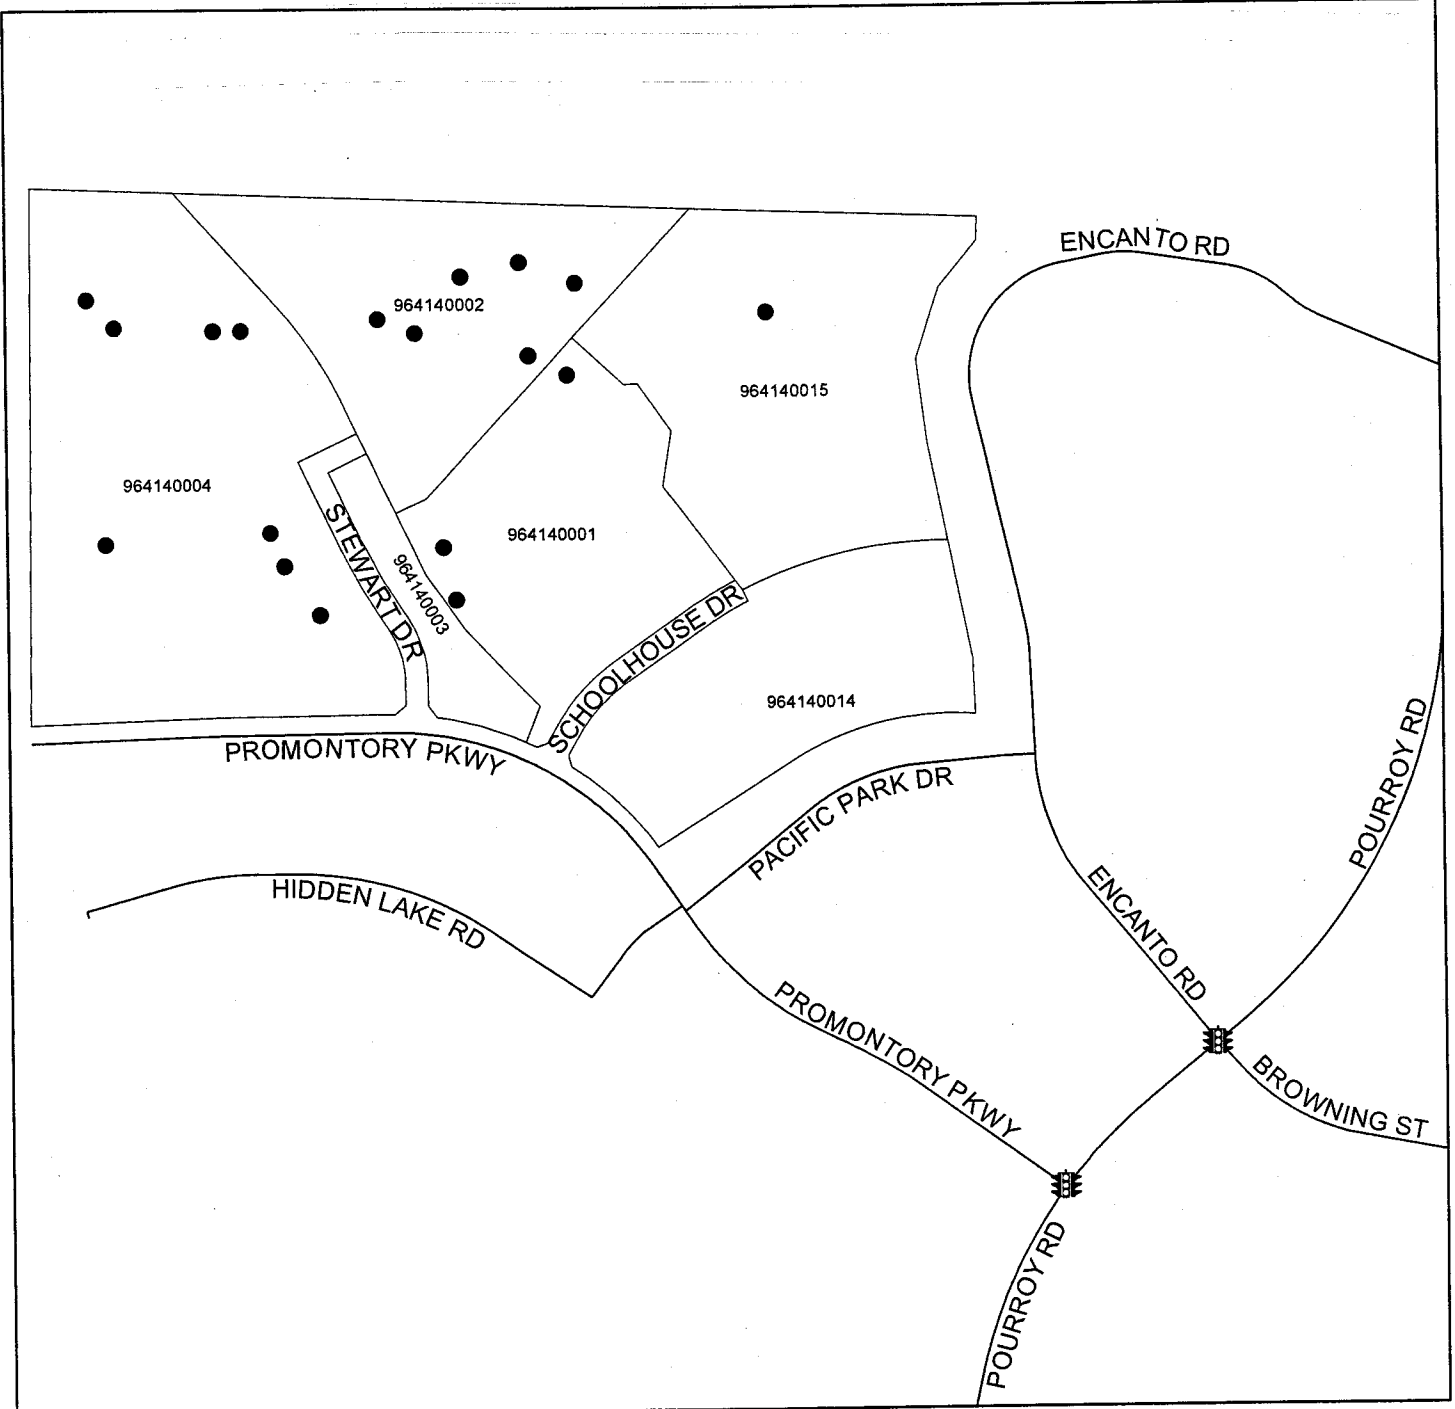 ENCANTO RD
964140002
964140015
964140004
964140001
STEWART DR
964140003
SCHOOLHOUSE DR
964140014
PROMONTORY PKWY
PACIFIC PARK DR
POURROY RD
HIDDEN LAKE RD
ENCANTO RD
PROMONTORY PKWY
BROWNING ST
POURROY RD